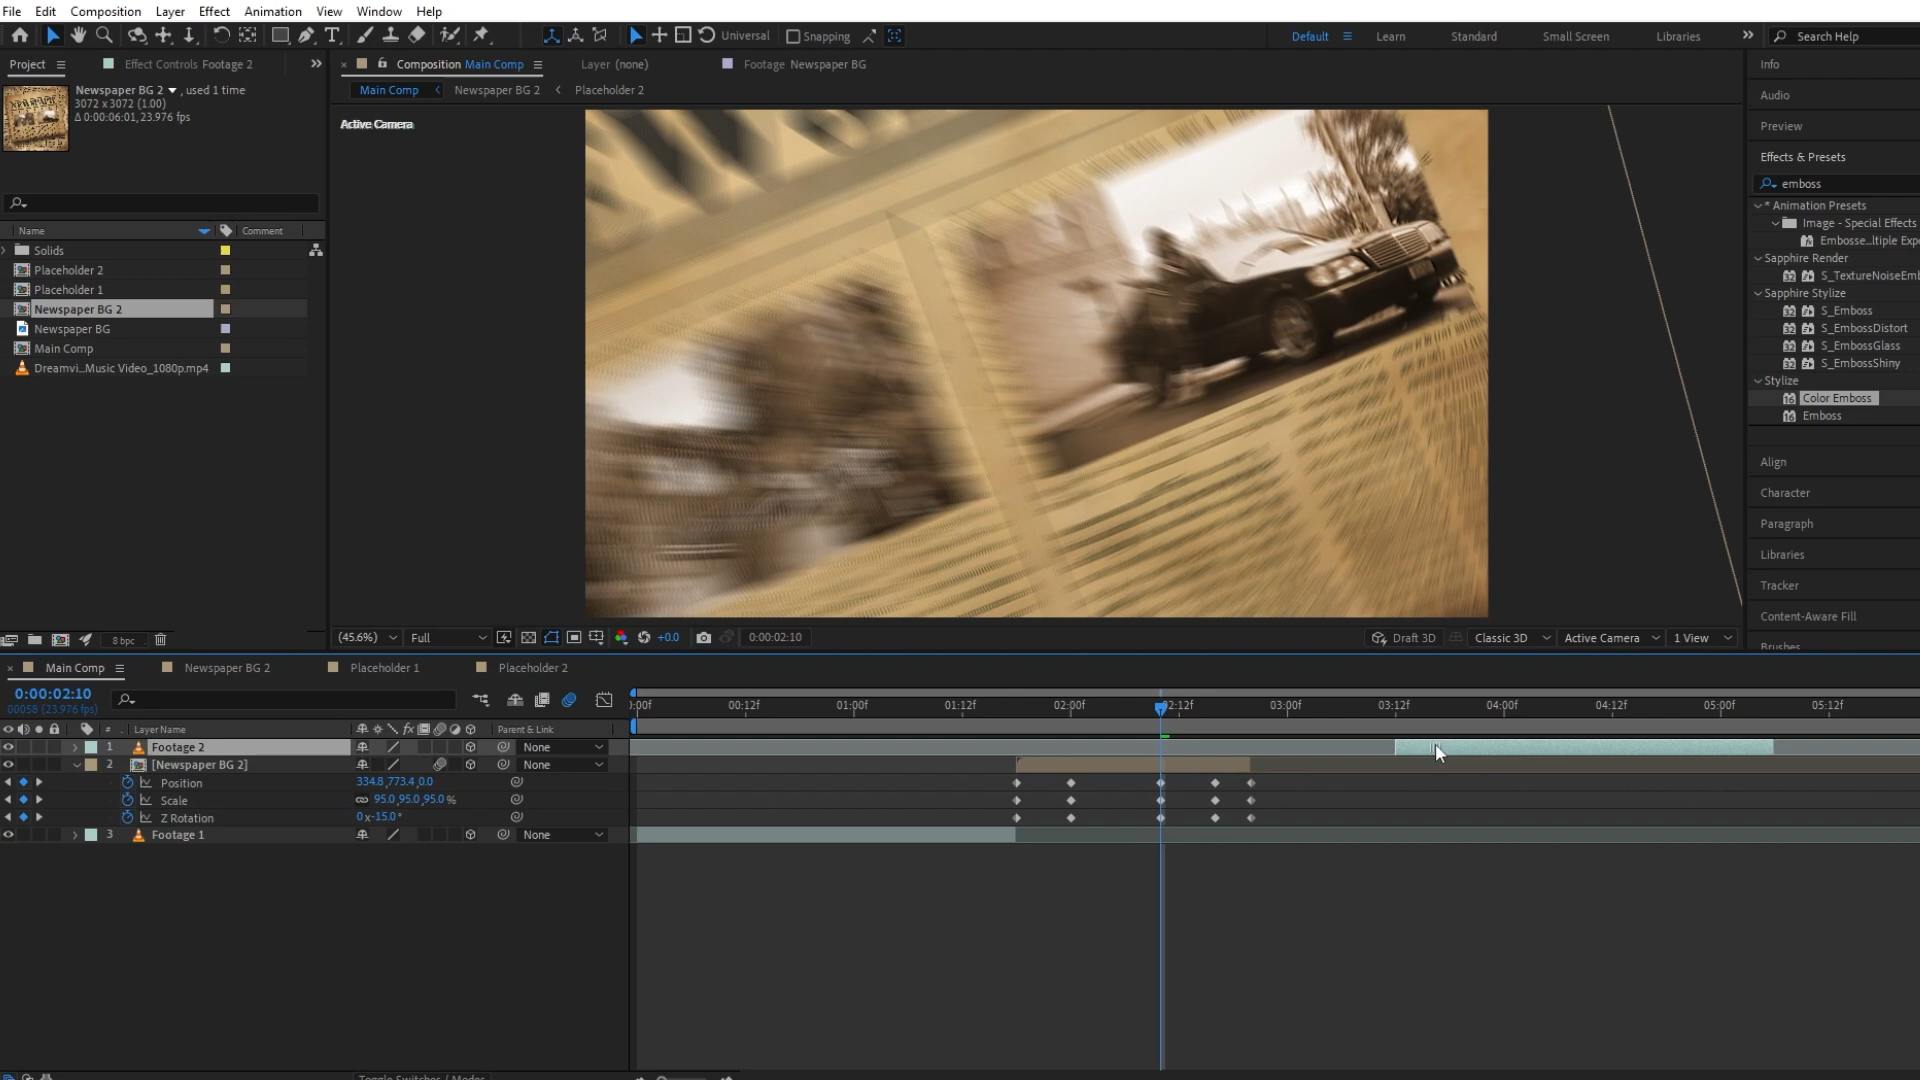 File Edit Composition Layer Effect Animation View Window Help
Universal Snapping Default Learn Standard Small Screen Libraries Search Help
Project Effect Controls Footage 2
Composition Main Comp Layer (none) Footage Newspaper BG
Main Comp Newspaper BG 2 Placeholder 2
Newspaper BG 2 , used 1 time
3072 x 3072 (1.00)
Δ 0:00:06:01, 23.976 fps
Active Camera
Name Comment
Solids
Placeholder 2
Placeholder 1
Newspaper BG 2
Newspaper BG
Main Comp
Dreamvi...Music Video_1080p.mp4
Info
Audio
Preview
Effects & Presets
emboss
* Animation Presets
Image - Special Effects
Embosse...ltiple Expo
Sapphire Render
S_TextureNoiseEmb
Sapphire Stylize
S_Emboss
S_EmbossDistort
S_EmbossGlass
S_EmbossShiny
Stylize
Color Emboss
Emboss
Align
Character
Paragraph
Libraries
Tracker
Content-Aware Fill
Brushes
8 bpc
(45.6%) Full +0.0 0:00:02:10 Draft 3D Classic 3D Active Camera 1 View
Main Comp Newspaper BG 2 Placeholder 1 Placeholder 2
0:00:02:10
00058 (23.976 fps)
:00f 00:12f 01:00f 01:12f 02:00f 02:12f 03:00f 03:12f 04:00f 04:12f 05:00f 05:12f
# Layer Name fx Parent & Link
1 Footage 2 None
2 [Newspaper BG 2] None
Position 334.8,773.4,0.0
Scale 95.0,95.0,95.0 %
Z Rotation 0 x -15.0 °
3 Footage 1 None
Toggle Switches / Modes